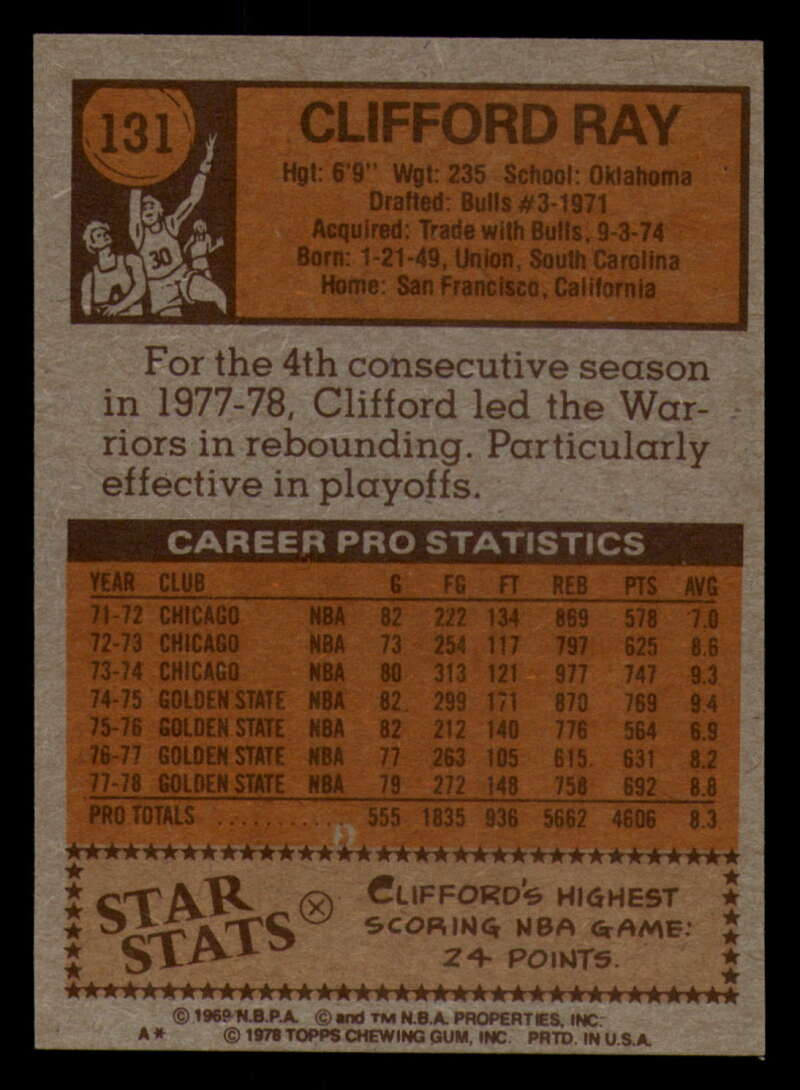 131
CLIFFORD RAY
Hgt: 6'9" Wgt: 235 School: Oklahoma
Drafted: Bulls #3-1971
Acquired: Trade with Bulls, 9-3-74
Born: 1-21-49, Union, South Carolina
Home: San Francisco, California
30
For the 4th consecutive season
in 1977-78, Clifford led the War-
riors in rebounding. Particularly
effective in playoffs.
CAREER PRO STATISTICS
YEAR CLUB G FG FT REB PTS AVG
71-72 CHICAGO NBA 82 222 134 869 578 7.0
72-73 CHICAGO NBA 73 254 117 797 625 8.6
73-74 CHICAGO NBA 80 313 121 977 747 9.3
74-75 GOLDEN STATE NBA 82 299 171 870 769 9.4
75-76 GOLDEN STATE NBA 82 212 140 776 564 6.9
76-77 GOLDEN STATE NBA 77 263 105 615 631 8.2
77-78 GOLDEN STATE NBA 79 272 148 758 692 8.8
PRO TOTALS ............ 555 1835 936 5662 4606 8.3
STAR STATS
CLIFFORD'S HIGHEST
SCORING NBA GAME:
24 POINTS.
© 1969 N.B.P.A. © and TM N.B.A. PROPERTIES, INC.
A* © 1978 TOPPS CHEWING GUM, INC. PRTD. IN U.S.A.